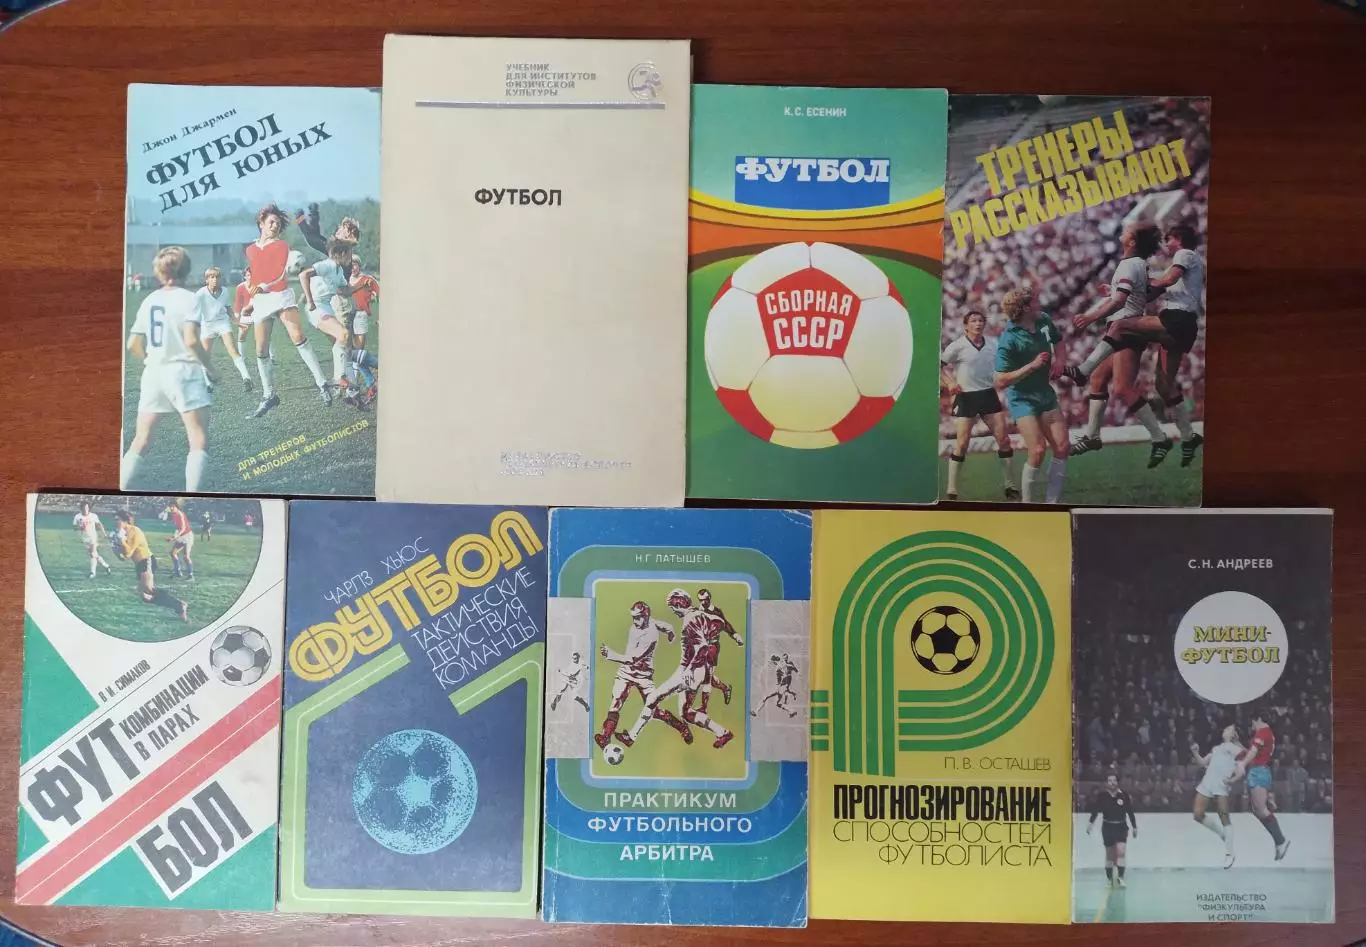 Джон Джармен
ФУТБОЛ
ДЛЯ ЮНЫХ
6
ДЛЯ ТРЕНЕРОВ
И МОЛОДЫХ ФУТБОЛИСТОВ
УЧЕБНИК
ДЛЯ ИНСТИТУТОВ
ФИЗИЧЕСКОЙ
КУЛЬТУРЫ
ФУТБОЛ
К.С. ЕСЕНИН
ФУТБОЛ
СБОРНАЯ
СССР
ТРЕНЕРЫ
РАССКАЗЫВАЮТ
В. И. СИМАКОВ
ФУТ
КОМБИНАЦИИ
В ПАРАХ
БОЛ
ЧАРЛЗ ХЬЮС
ФУТБОЛ
ТАКТИЧЕСКИЕ
ДЕЙСТВИЯ
КОМАНДЫ
Н.Г. ЛАТЫШЕВ
ПРАКТИКУМ
ФУТБОЛЬНОГО
АРБИТРА
П. В. ОСТАШЕВ
ПРОГНОЗИРОВАНИЕ
СПОСОБНОСТЕЙ
ФУТБОЛИСТА
С.Н. АНДРЕЕВ
МИНИ-
ФУТБОЛ
ИЗДАТЕЛЬСТВО
"ФИЗКУЛЬТУРА
И СПОРТ"